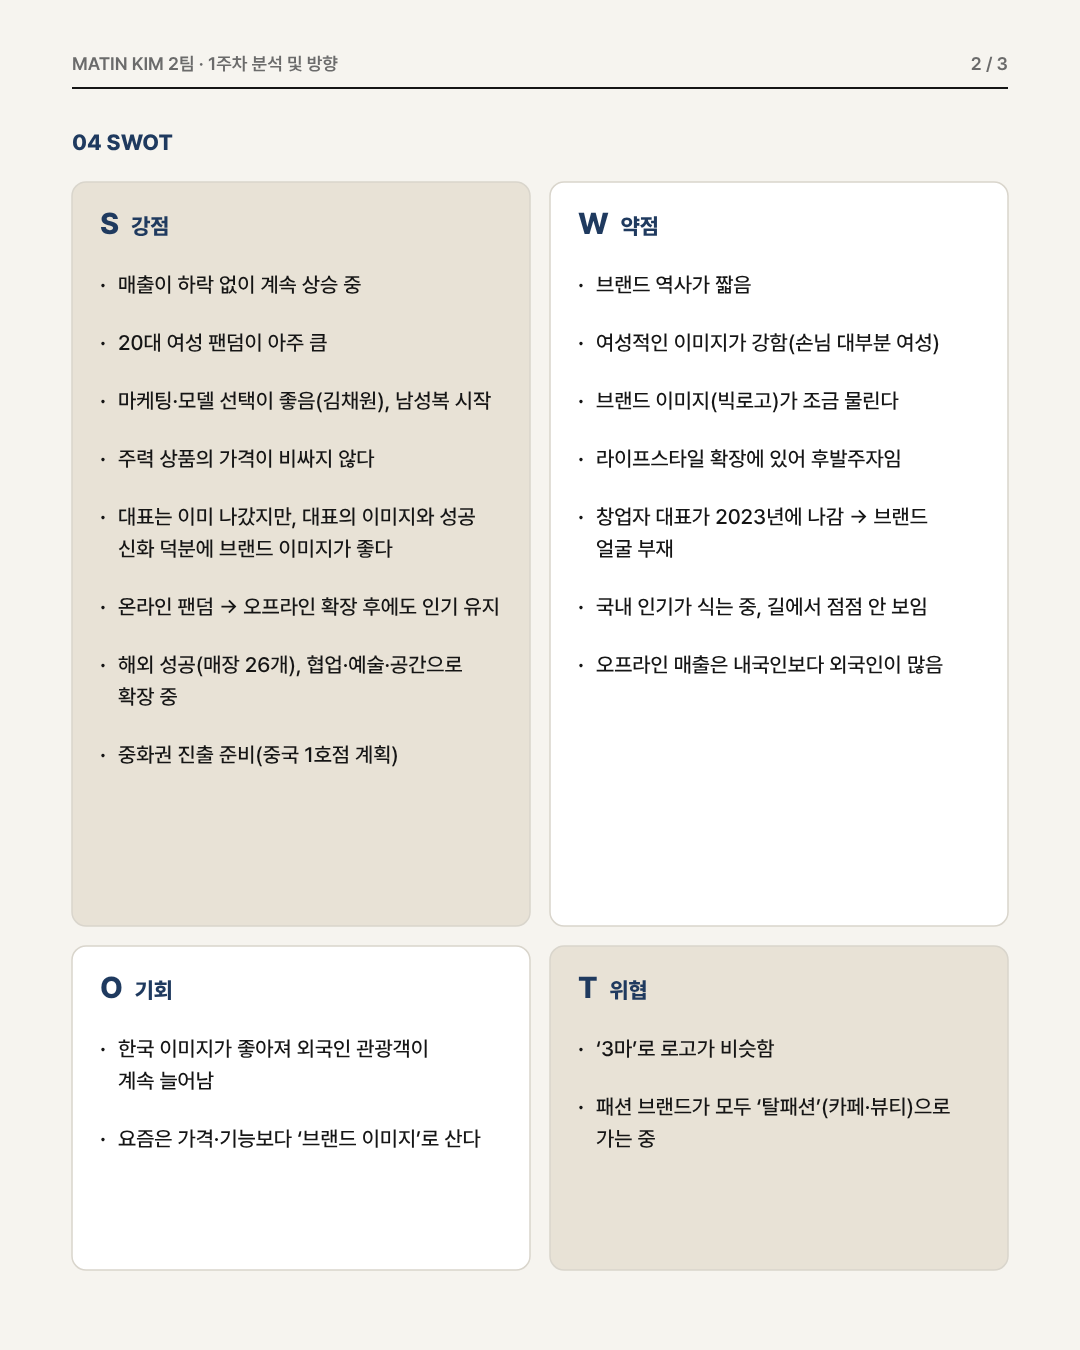 MATIN KIM 2팀 · 1주차 분석 및 방향
2 / 3
04 SWOT
S 강점
· 매출이 하락 없이 계속 상승 중
· 20대 여성 팬덤이 아주 큼
· 마케팅·모델 선택이 좋음(김채원), 남성복 시작
· 주력 상품의 가격이 비싸지 않다
· 대표는 이미 나갔지만, 대표의 이미지와 성공
신화 덕분에 브랜드 이미지가 좋다
· 온라인 팬덤 → 오프라인 확장 후에도 인기 유지
· 해외 성공(매장 26개), 협업·예술·공간으로
확장 중
· 중화권 진출 준비(중국 1호점 계획)
W 약점
· 브랜드 역사가 짧음
· 여성적인 이미지가 강함(손님 대부분 여성)
· 브랜드 이미지(빅로고)가 조금 물린다
· 라이프스타일 확장에 있어 후발주자임
· 창업자 대표가 2023년에 나감 → 브랜드
얼굴 부재
· 국내 인기가 식는 중, 길에서 점점 안 보임
· 오프라인 매출은 내국인보다 외국인이 많음
O 기회
· 한국 이미지가 좋아져 외국인 관광객이
계속 늘어남
· 요즘은 가격·기능보다 ‘브랜드 이미지’로 산다
T 위협
· ‘3마’로 로고가 비슷함
· 패션 브랜드가 모두 ‘탈패션’(카페·뷰티)으로
가는 중